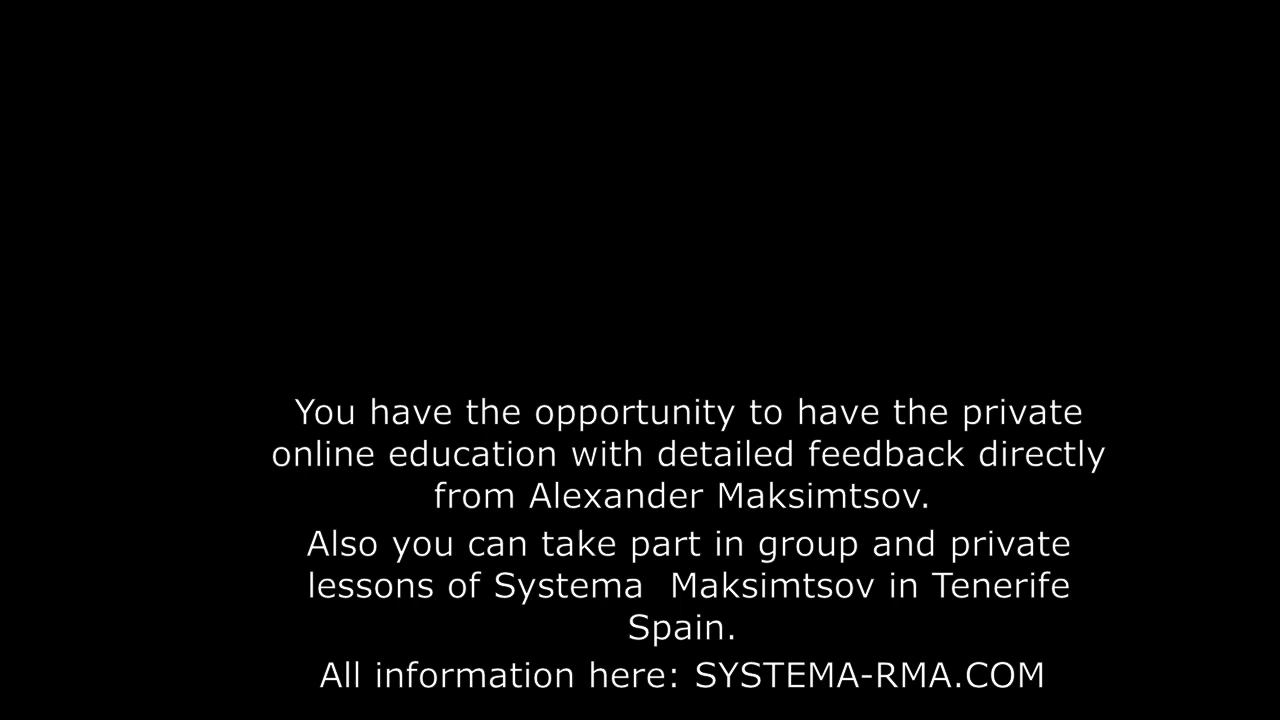 You have the opportunity to have the private
online education with detailed feedback directly
from Alexander Maksimtsov.
Also you can take part in group and private
lessons of Systema  Maksimtsov in Tenerife
Spain.
All information here: SYSTEMA-RMA.COM